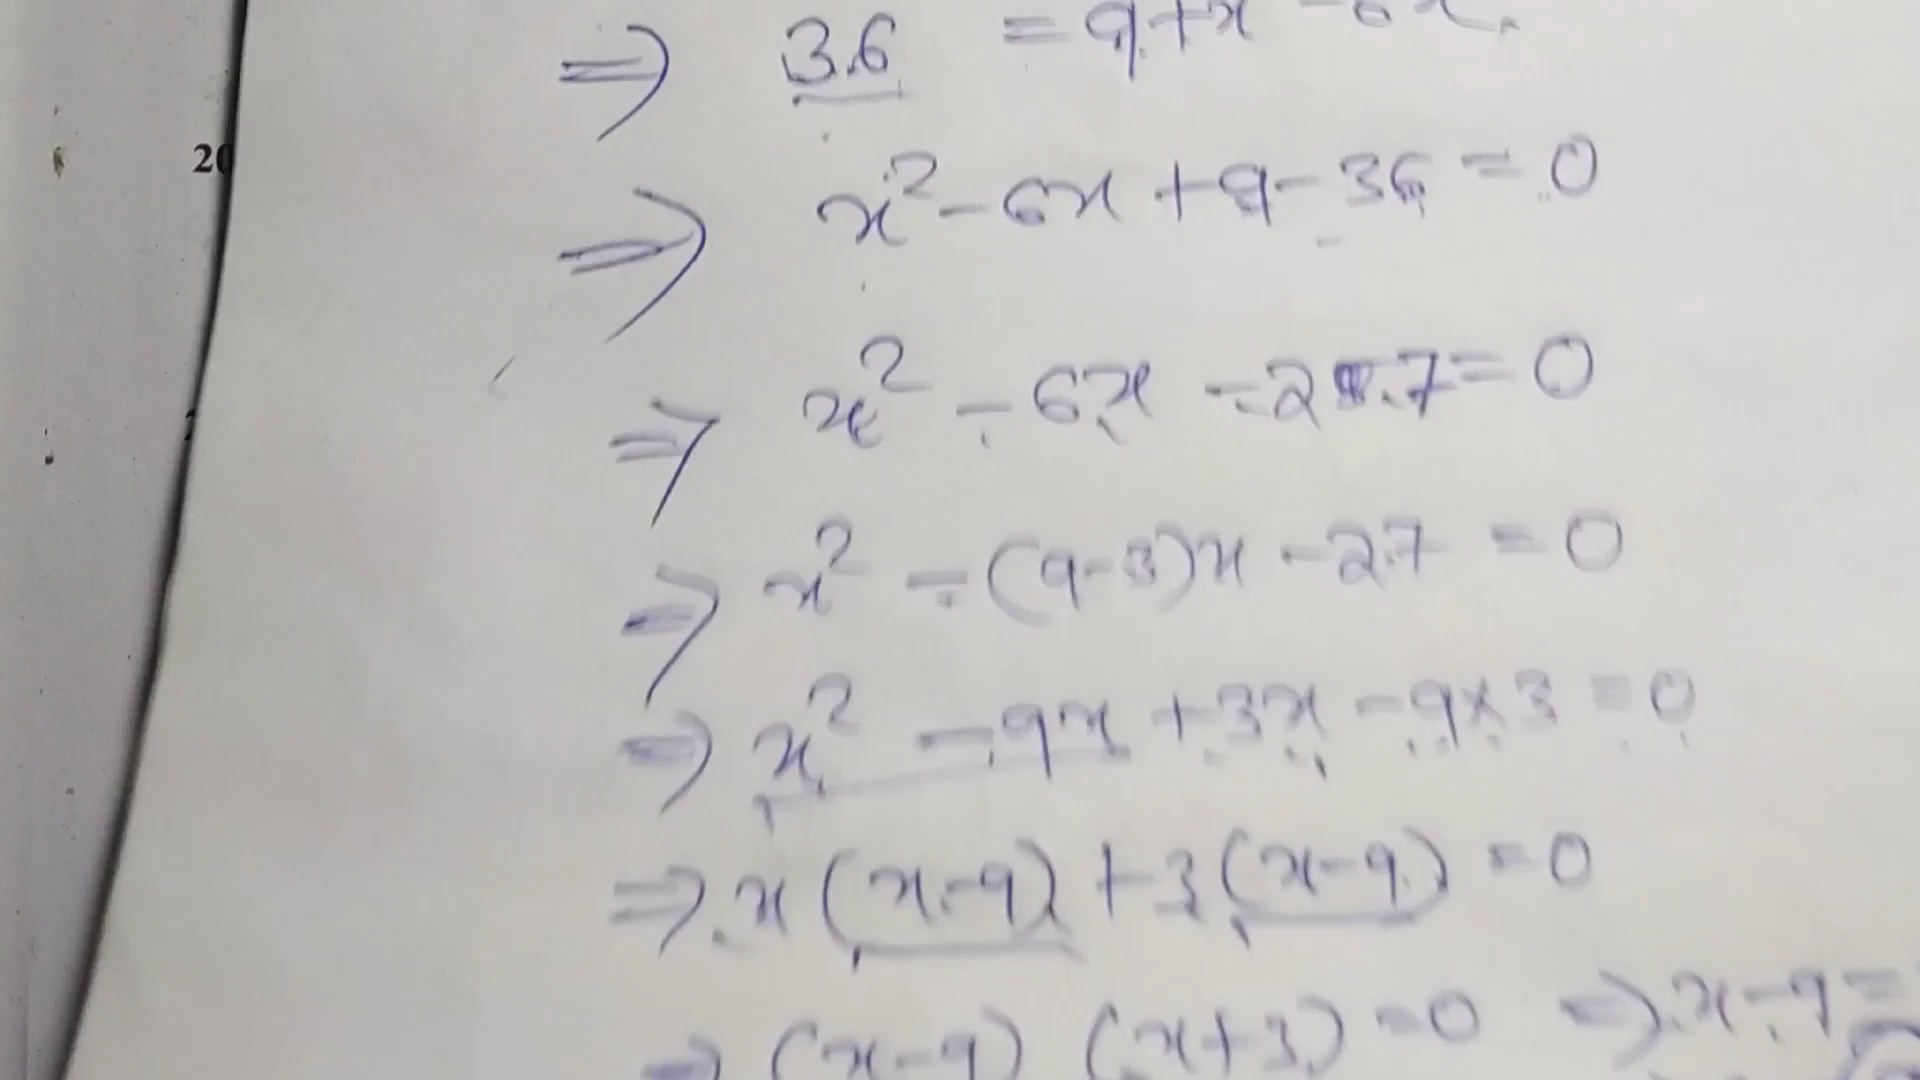 ⇒ 36 = 9+x - 6x
20
⇒ x² - 6x + 9 - 36 = 0
⇒ x² - 6x - 27 = 0
⇒ x² - (9-3)x - 27 = 0
⇒ x² - 9x + 3x - 9×3 = 0
⇒ x(x-9) + 3(x-9) = 0
⇒ (x-9) (x+3) = 0 ⇒ x-9=